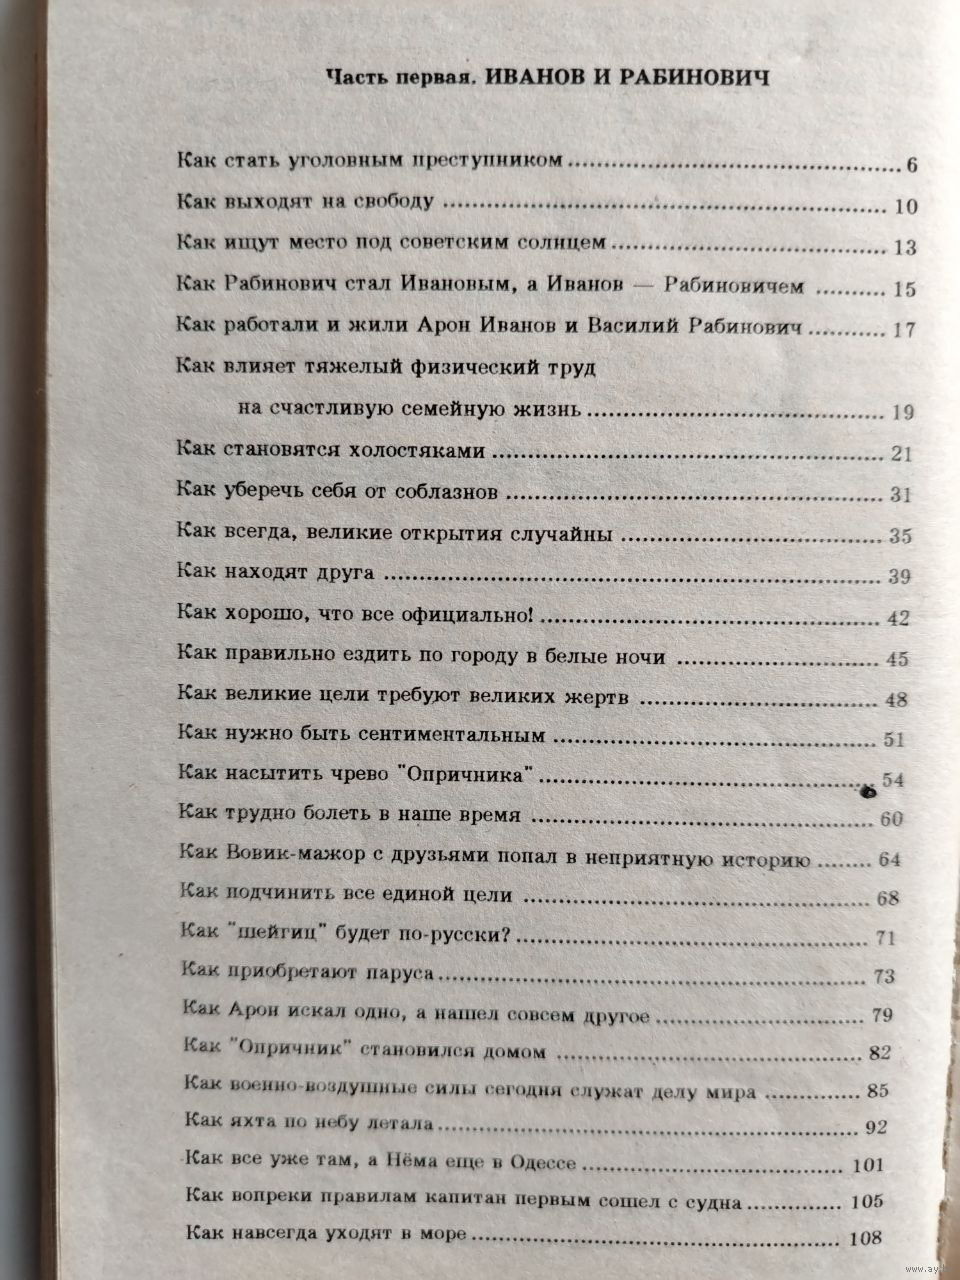 Часть первая. ИВАНОВ И РАБИНОВИЧ
Как стать уголовным преступником 6
Как выходят на свободу 10
Как ищут место под советским солнцем 13
Как Рабинович стал Ивановым, а Иванов — Рабиновичем 15
Как работали и жили Арон Иванов и Василий Рабинович 17
Как влияет тяжелый физический труд
на счастливую семейную жизнь 19
Как становятся холостяками 21
Как уберечь себя от соблазнов 31
Как всегда, великие открытия случайны 35
Как находят друга 39
Как хорошо, что все официально! 42
Как правильно ездить по городу в белые ночи 45
Как великие цели требуют великих жертв 48
Как нужно быть сентиментальным 51
Как насытить чрево "Опричника" 54
Как трудно болеть в наше время 60
Как Вовик-мажор с друзьями попал в неприятную историю 64
Как подчинить все единой цели 68
Как "шейгиц" будет по-русски? 71
Как приобретают паруса 73
Как Арон искал одно, а нашел совсем другое 79
Как "Опричник" становился домом 82
Как военно-воздушные силы сегодня служат делу мира 85
Как яхта по небу летала 92
Как все уже там, а Нёма еще в Одессе 101
Как вопреки правилам капитан первым сошел с судна 105
Как навсегда уходят в море 108